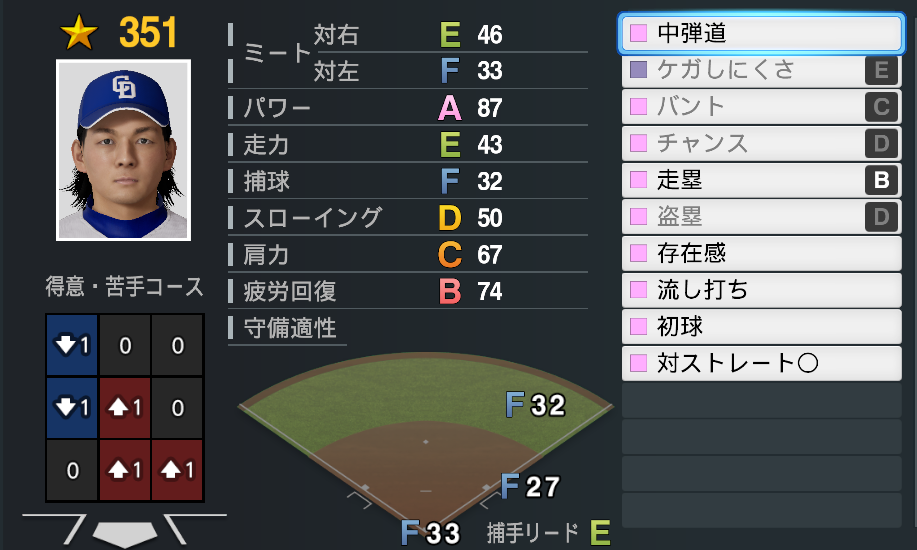 351
CD
ミート 対右 E 46
対左 F 33
パワー A 87
走力 E 43
捕球 F 32
スローイング D 50
肩力 C 67
疲労回復 B 74
守備適性
得意・苦手コース
1 0 0
1 1 0
0 1 1
F 32
F 27
F 33
捕手リード E
中弾道
ケガしにくさ E
バント C
チャンス D
走塁 B
盗塁 D
存在感
流し打ち
初球
対ストレート〇